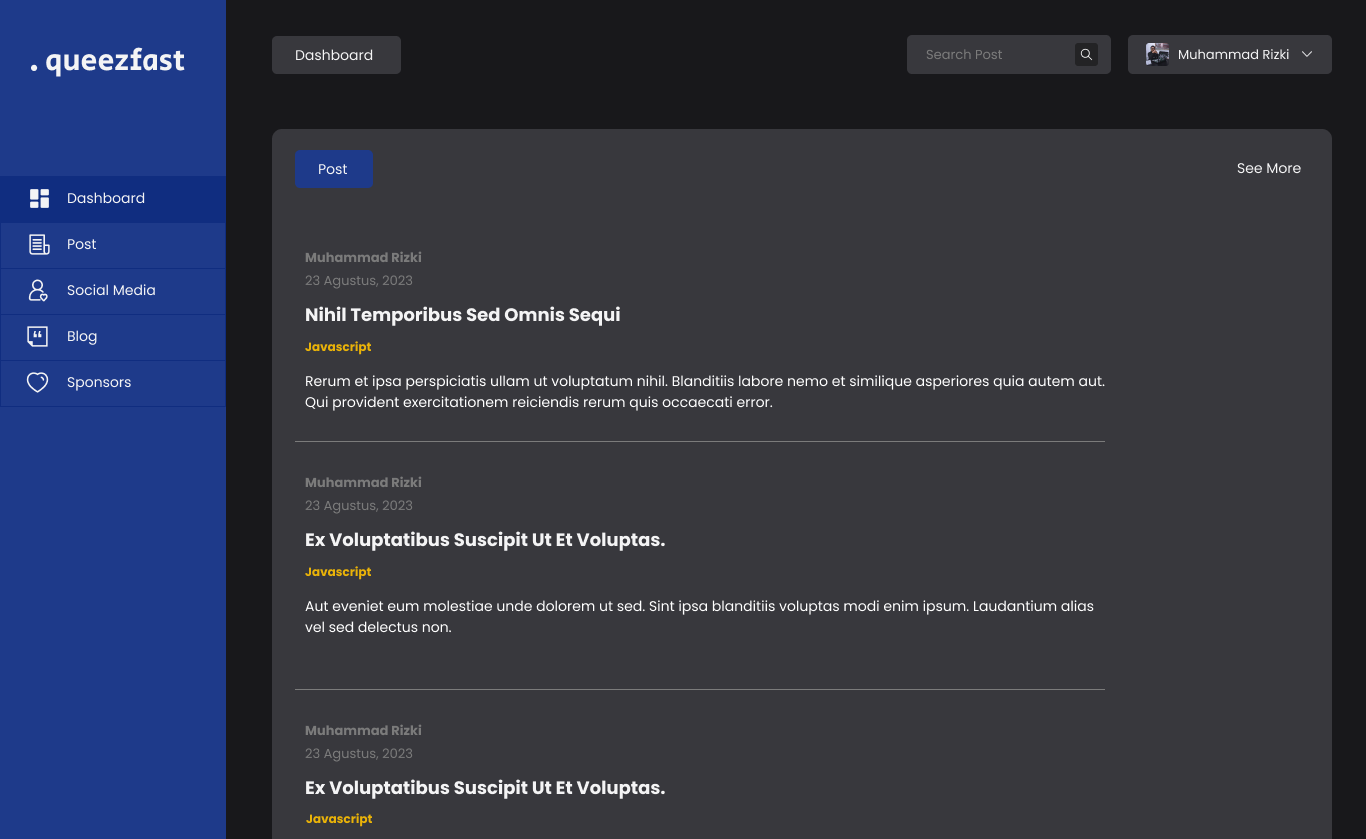 . queezfast
Dashboard
Search Post
Muhammad Rizki
Dashboard
Post
Social Media
Blog
Sponsors
Post
See More
Muhammad Rizki
23 Agustus, 2023
Nihil Temporibus Sed Omnis Sequi
Javascript
Rerum et ipsa perspiciatis ullam ut voluptatum nihil. Blanditiis labore nemo et similique asperiores quia autem aut.
Qui provident exercitationem reiciendis rerum quis occaecati error.
Muhammad Rizki
23 Agustus, 2023
Ex Voluptatibus Suscipit Ut Et Voluptas.
Javascript
Aut eveniet eum molestiae unde dolorem ut sed. Sint ipsa blanditiis voluptas modi enim ipsum. Laudantium alias
vel sed delectus non.
Muhammad Rizki
23 Agustus, 2023
Ex Voluptatibus Suscipit Ut Et Voluptas.
Javascript